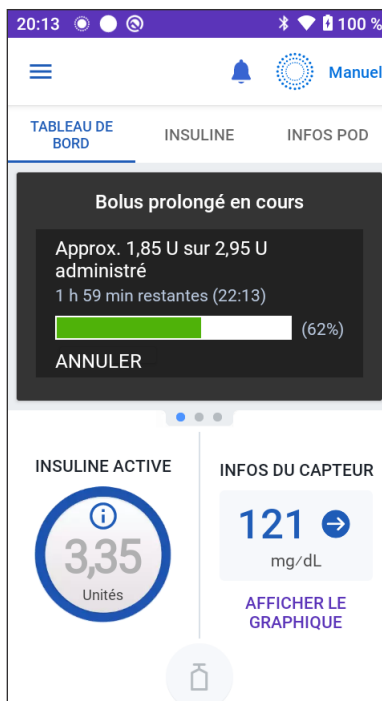 20:13 100 %
Manuel
TABLEAU DE
BORD
INSULINE
INFOS POD
Bolus prolongé en cours
Approx. 1,85 U sur 2,95 U
administré
1 h 59 min restantes (22:13)
(62%)
ANNULER
INSULINE ACTIVE
3,35
Unités
INFOS DU CAPTEUR
121
mg/dL
AFFICHER LE
GRAPHIQUE